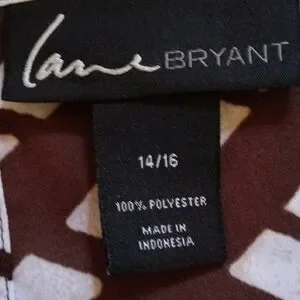 Lane BRYANT
14/16
100% POLYESTER
MADE IN
INDONESIA